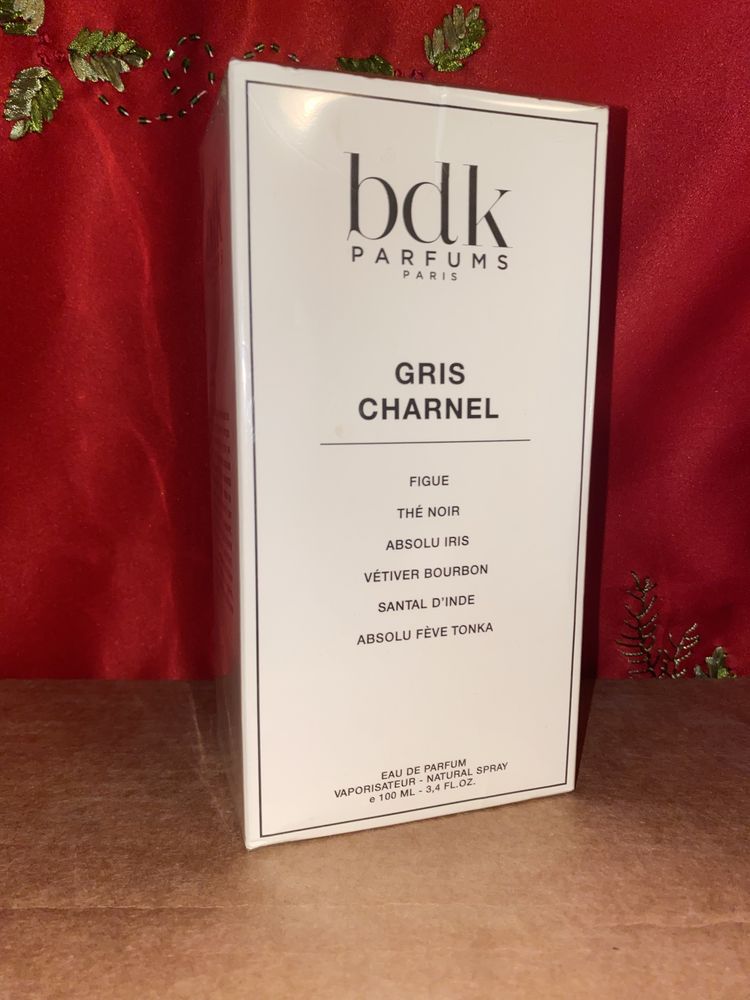 bdk
PARFUMS
PARIS
GRIS
CHARNEL
FIGUE
THÉ NOIR
ABSOLU IRIS
VÉTIVER BOURBON
SANTAL D'INDE
ABSOLU FÈVE TONKA
EAU DE PARFUM
VAPORISATEUR - NATURAL SPRAY
e 100 ML - 3,4 FL.OZ.